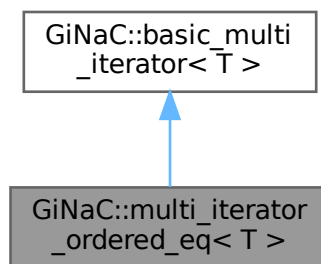 GiNaC::basic_multi
_iterator< T >
GiNaC::multi_iterator
_ordered_eq< T >